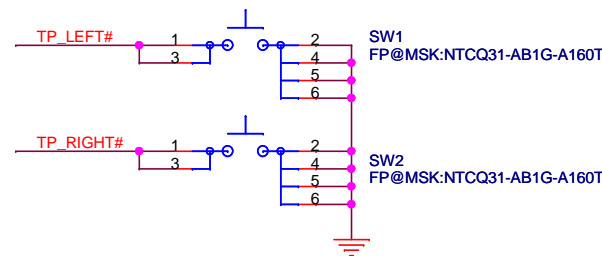 TP_LEFT# 1 2 SW1
3 4 FP@MSK:NTCQ31-AB1G-A160T
5
6
TP_RIGHT# 1 2 SW2
3 4 FP@MSK:NTCQ31-AB1G-A160T
5
6